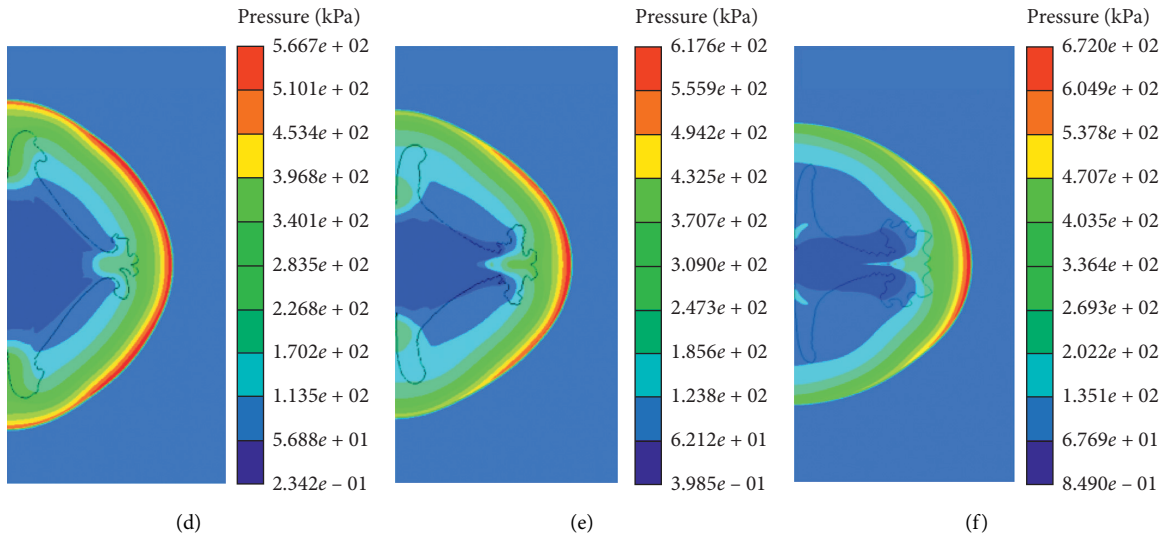 Pressure (kPa)
5.667e + 02
5.101e + 02
4.534e + 02
3.968e + 02
3.401e + 02
2.835e + 02
2.268e + 02
1.702e + 02
1.135e + 02
5.688e + 01
2.342e – 01
(d)
Pressure (kPa)
6.176e + 02
5.559e + 02
4.942e + 02
4.325e + 02
3.707e + 02
3.090e + 02
2.473e + 02
1.856e + 02
1.238e + 02
6.212e + 01
3.985e – 01
(e)
Pressure (kPa)
6.720e + 02
6.049e + 02
5.378e + 02
4.707e + 02
4.035e + 02
3.364e + 02
2.693e + 02
2.022e + 02
1.351e + 02
6.769e + 01
8.490e – 01
(f)